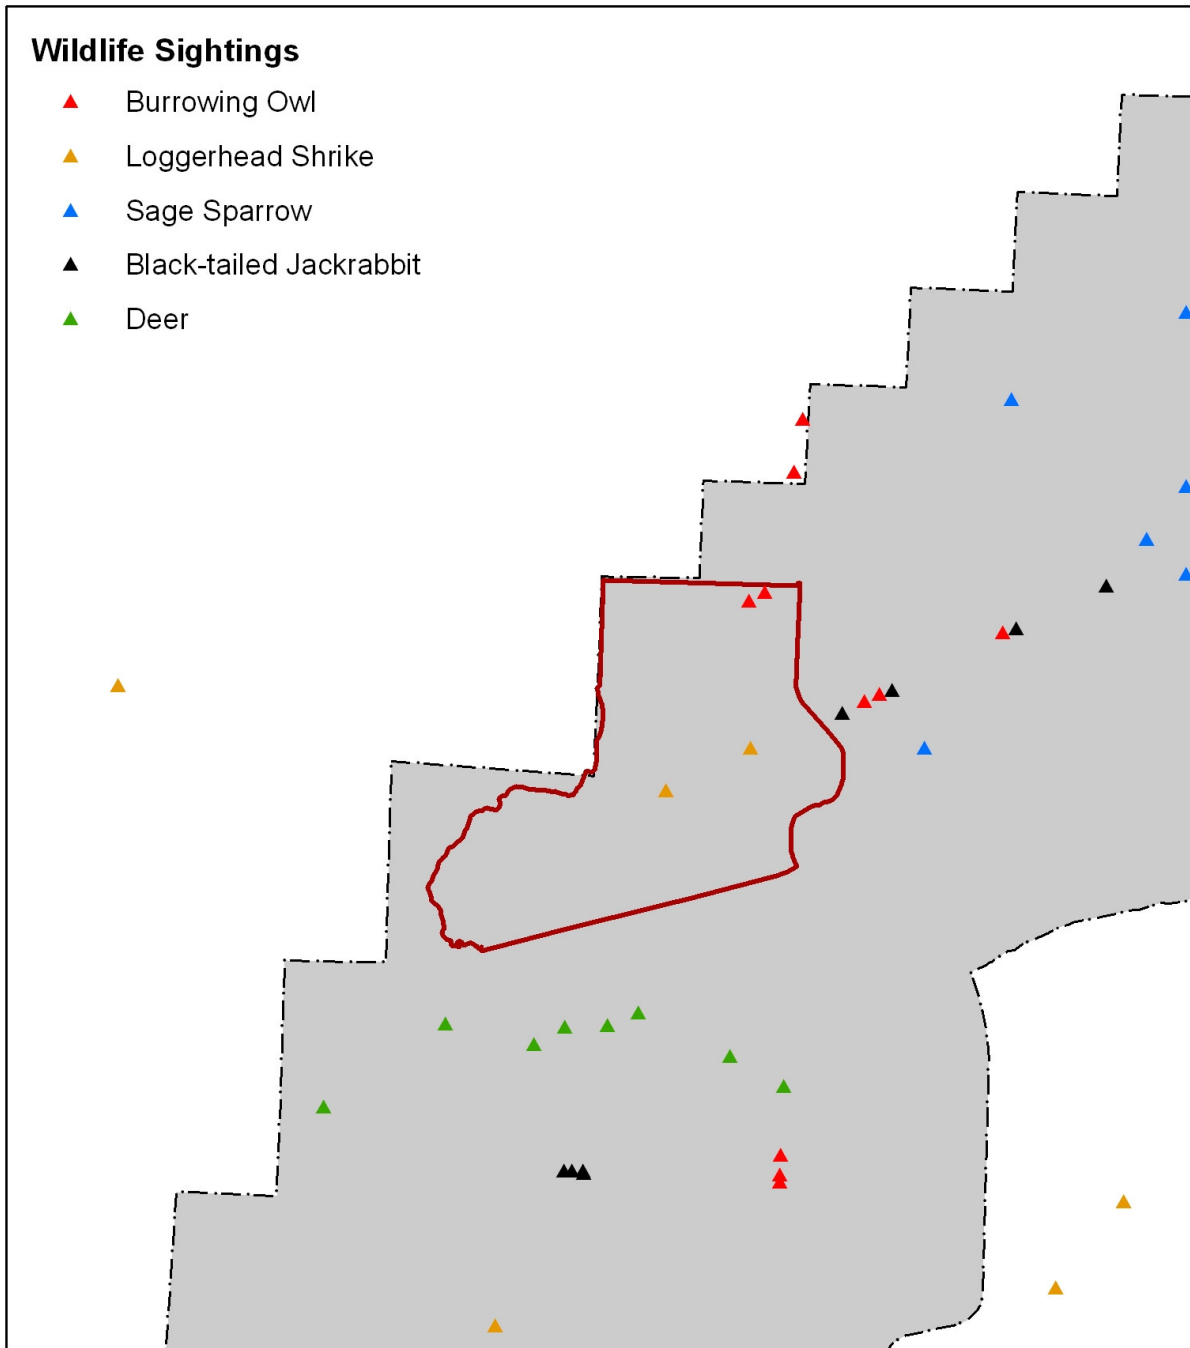 Wildlife Sightings
Burrowing Owl
Loggerhead Shrike
Sage Sparrow
Black-tailed Jackrabbit
Deer